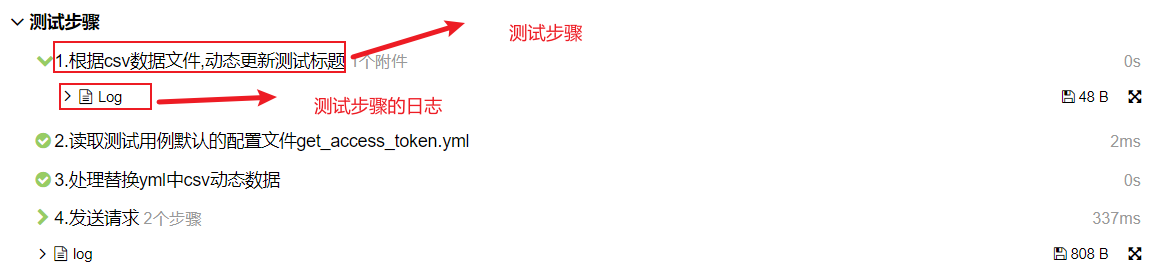 测试步骤
测试步骤
1.根据csv数据文件,动态更新测试标题 1个附件 0s
Log 48 B
测试步骤的日志
2.读取测试用例默认的配置文件get_access_token.yml 2ms
3.处理替换yml中csv动态数据 0s
4.发送请求 2个步骤 337ms
log 808 B